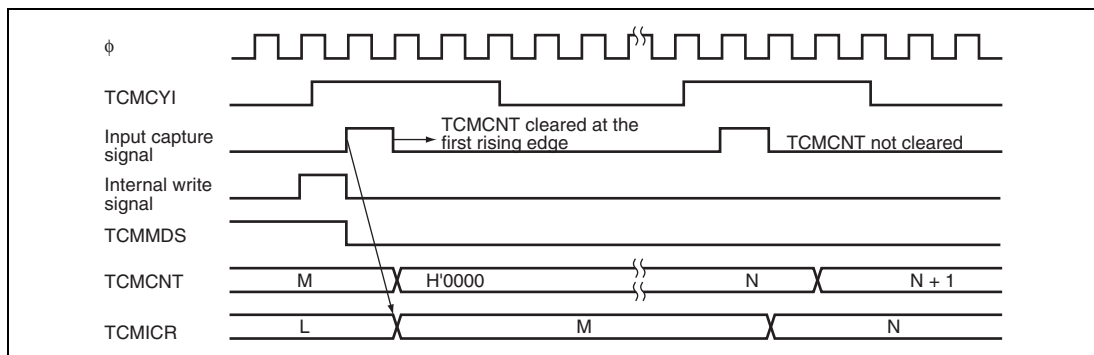 ϕ
TCMCYI
Input capture
signal
TCMCNT cleared at the
first rising edge
TCMCNT not cleared
Internal write
signal
TCMMDS
TCMCNT
M
H'0000
N
N + 1
TCMICR
L
M
N